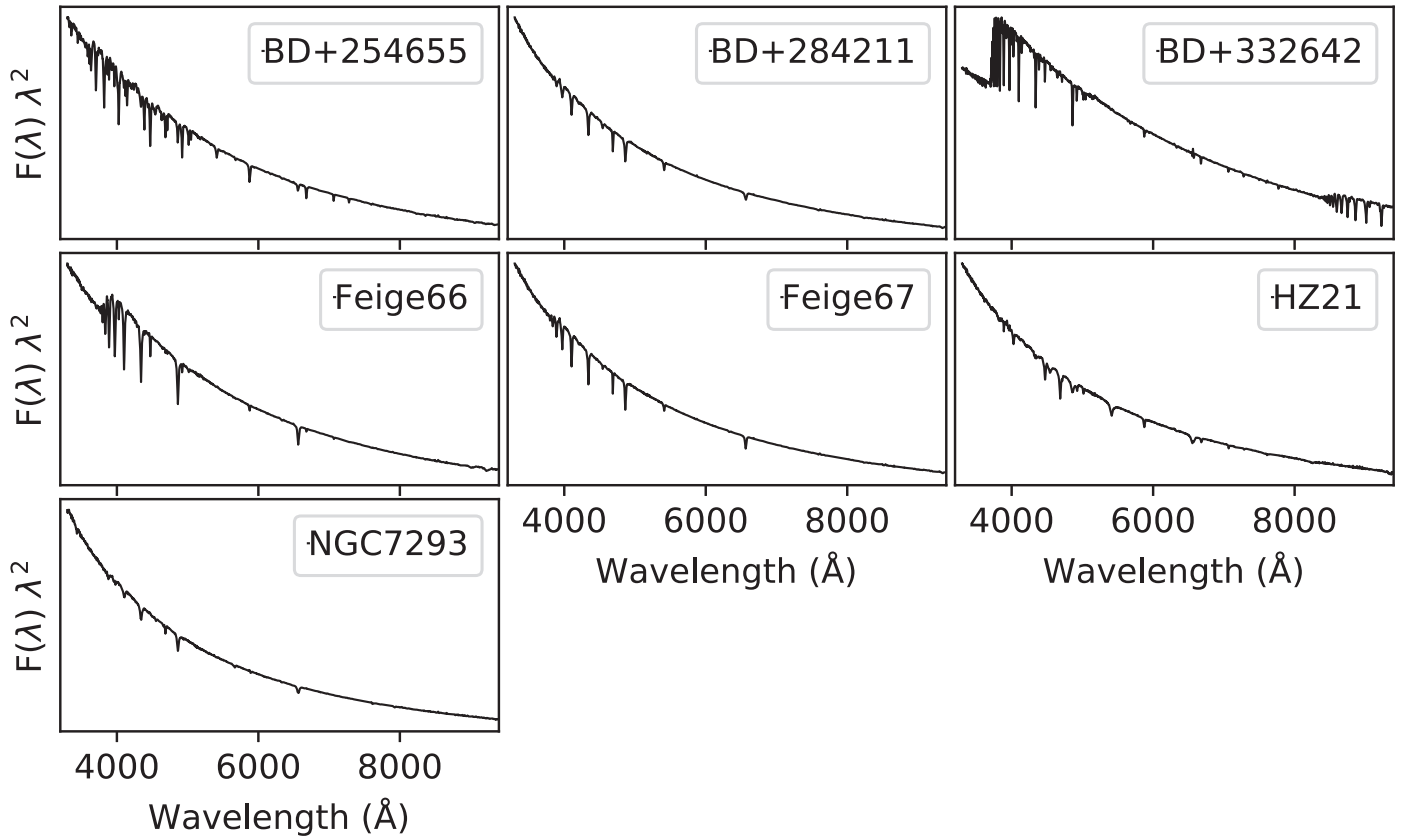 BD+254655
BD+284211
BD+332642
F(λ) λ²
Feige66
Feige67
HZ21
F(λ) λ²
4000 6000 8000
4000 6000 8000
Wavelength (Å)
Wavelength (Å)
NGC7293
F(λ) λ²
4000 6000 8000
Wavelength (Å)